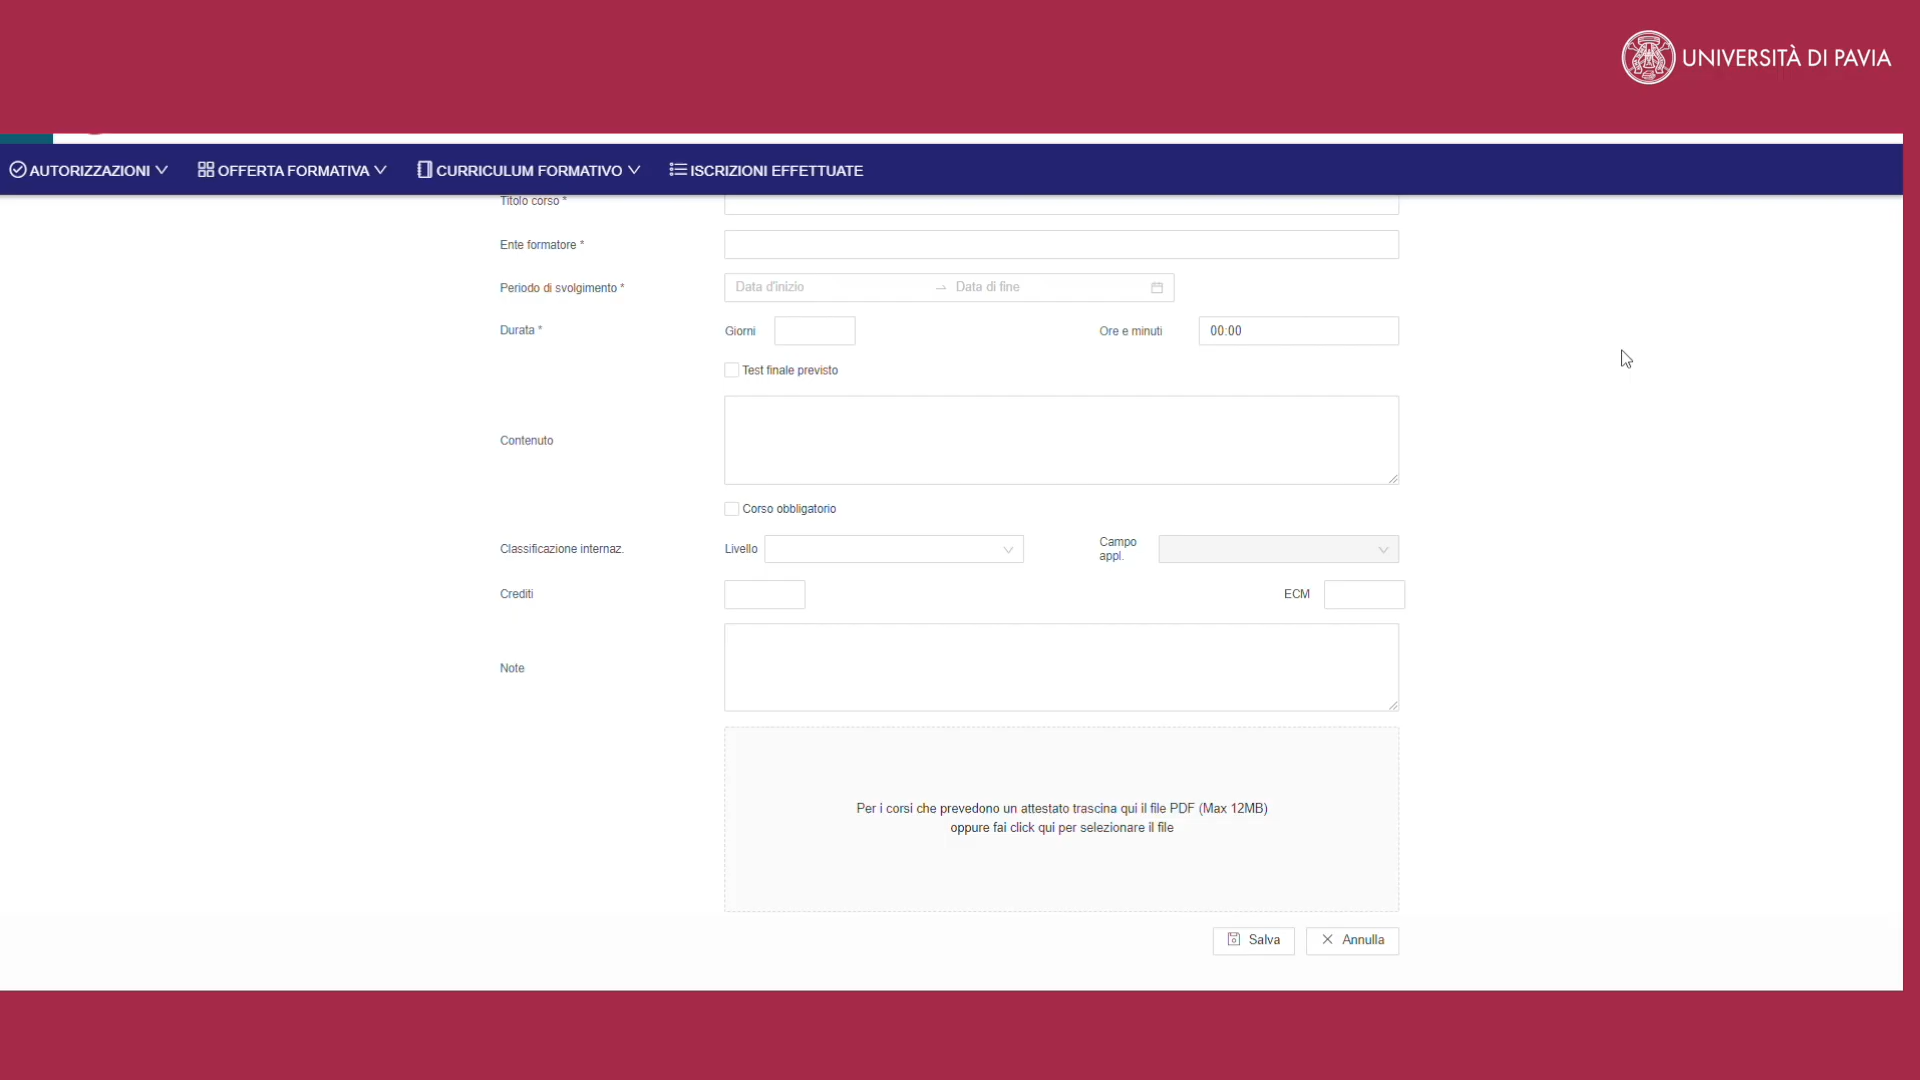 UNIVERSITÀ DI PAVIA
AUTORIZZAZIONI OFFERTA FORMATIVA CURRICULUM FORMATIVO ISCRIZIONI EFFETTUATE
Titolo corso *
Ente formatore *
Periodo di svolgimento * Data d'inizio → Data di fine
Durata * Giorni Ore e minuti 00:00
Test finale previsto
Contenuto
Corso obbligatorio
Classificazione internaz. Livello Campo appl.
Crediti ECM
Note
Per i corsi che prevedono un attestato trascina qui il file PDF (Max 12MB)
oppure fai click qui per selezionare il file
Salva Annulla